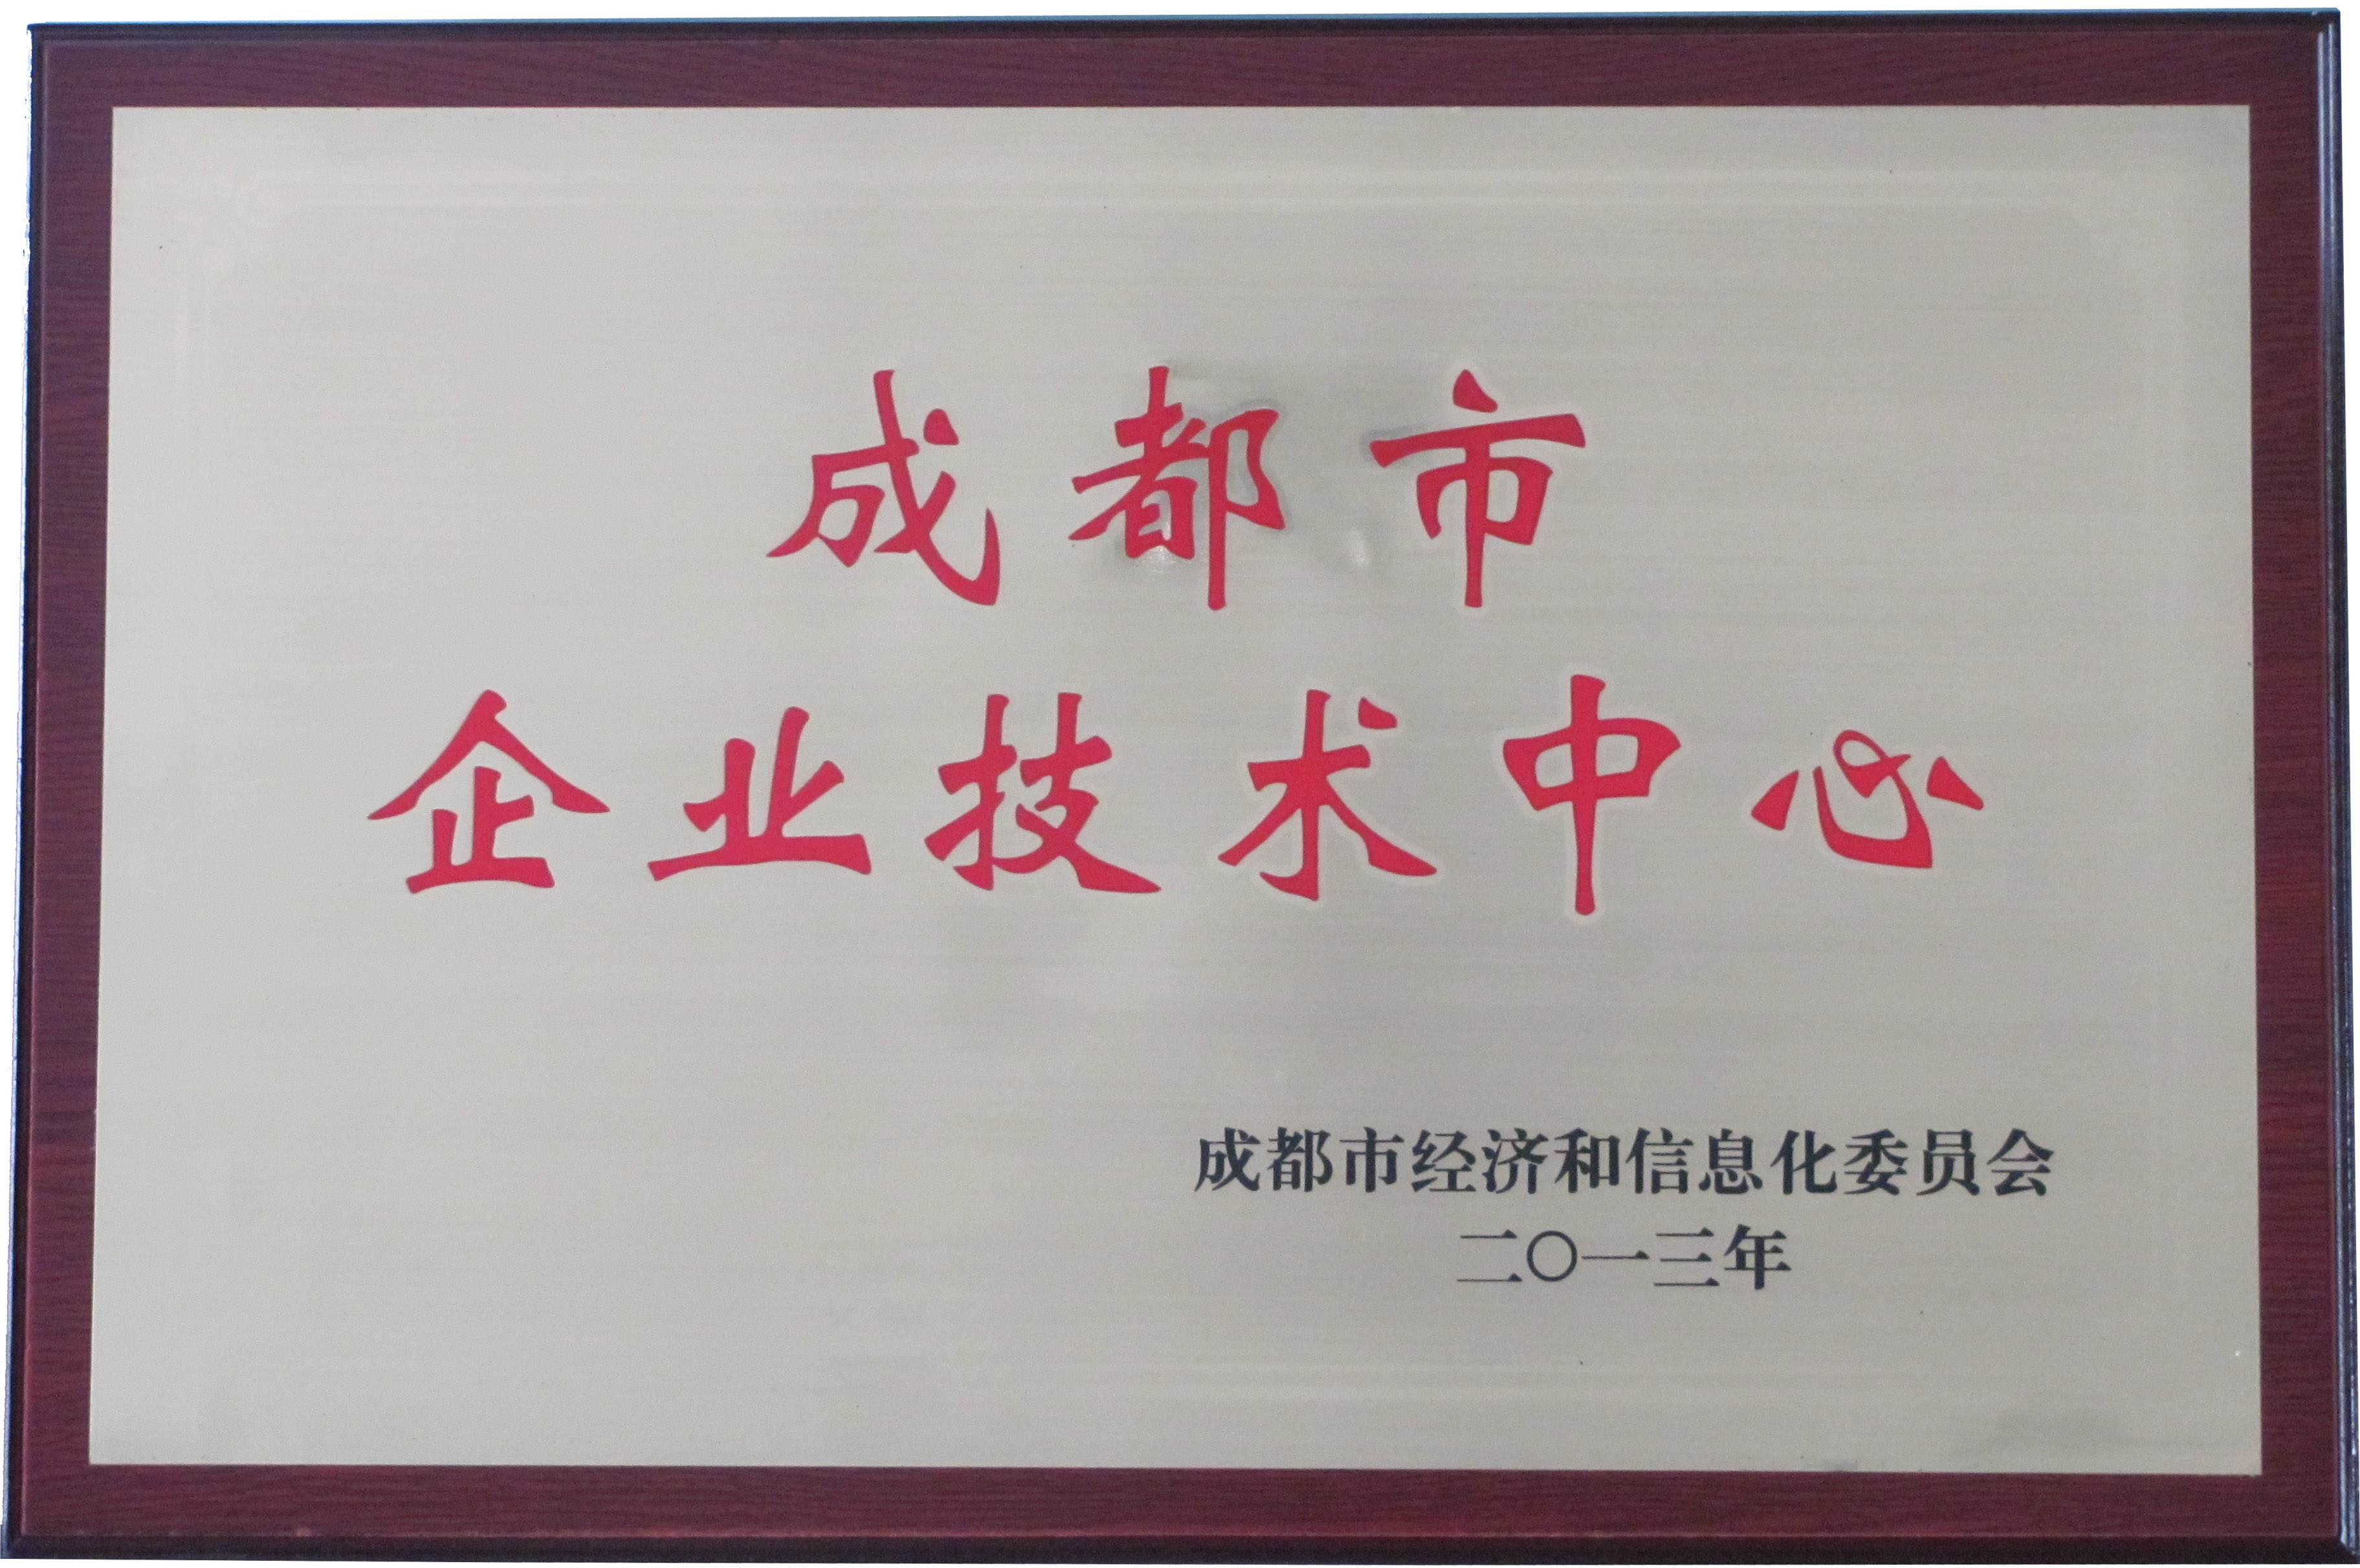 成都市
企业技术中心
成都市经济和信息化委员会
二〇一三年